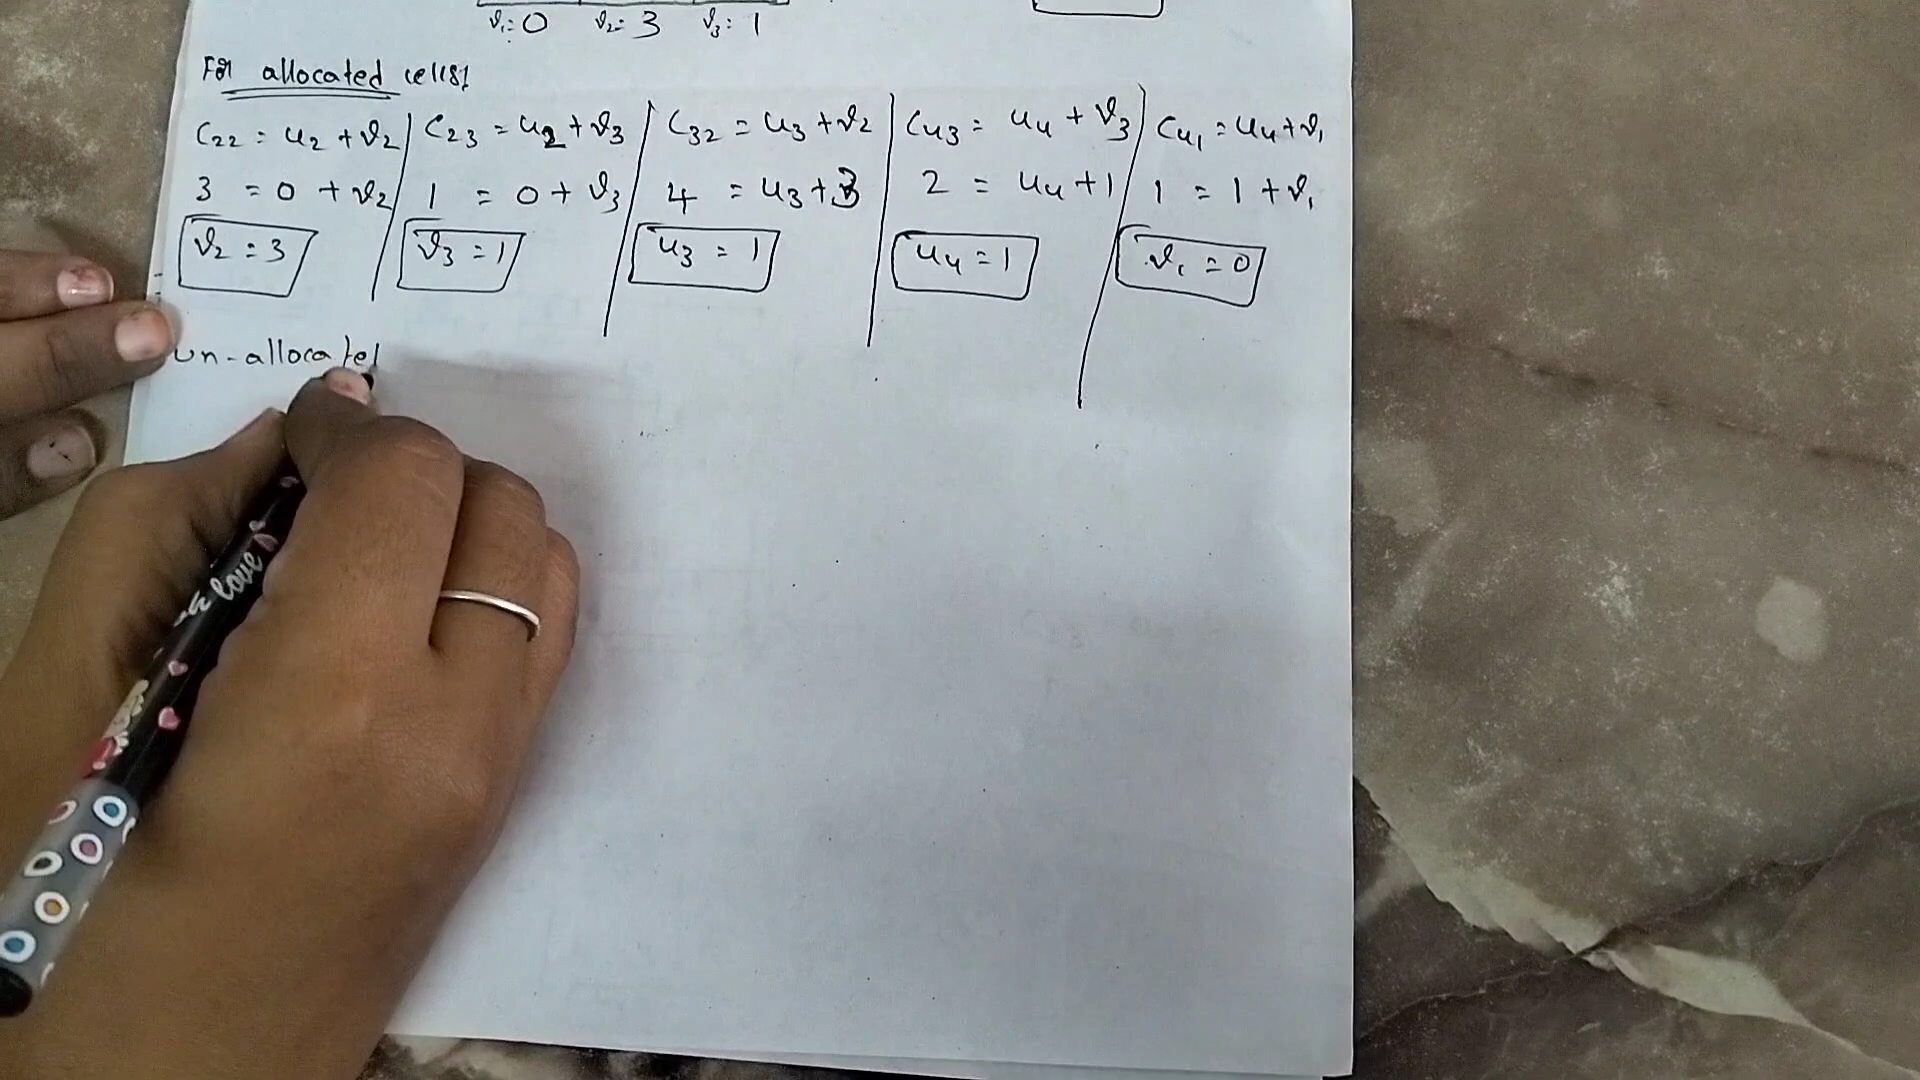 v₁ = 0 v₂ = 3 v₃ = 1
For allocated cells:
C₂₂ = u₂ + v₂ C₂₃ = u₂ + v₃ C₃₂ = u₃ + v₂ C₄₃ = u₄ + v₃ C₄₁ = u₄ + v₁
3 = 0 + v₂ 1 = 0 + v₃ 4 = u₃ + 3 2 = u₄ + 1 1 = 1 + v₁
v₂ = 3 v₃ = 1 u₃ = 1 u₄ = 1 v₁ = 0
un-allocate
love